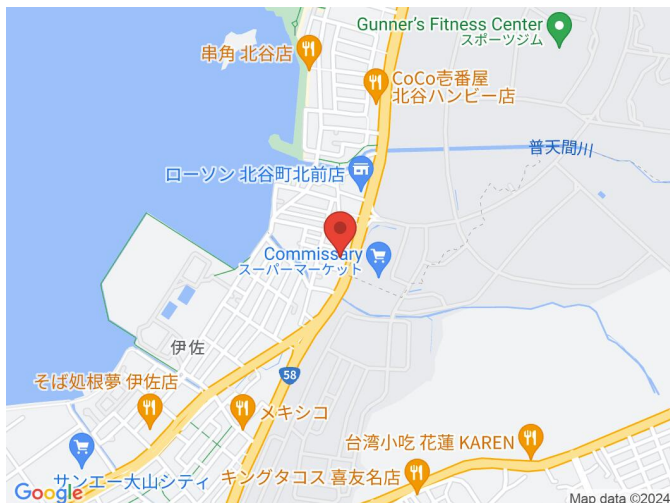 Gunner's Fitness Center
スポーツジム
串角 北谷店
CoCo壱番屋
北谷ハンビー店
普天間川
ローソン 北谷町北前店
Commissary
スーパーマーケット
伊佐
58
そば処根夢 伊佐店
メキシコ
台湾小吃 花蓮 KAREN
サンエー大山シティ
キングタコス 喜友名店
Google
Map data ©2024